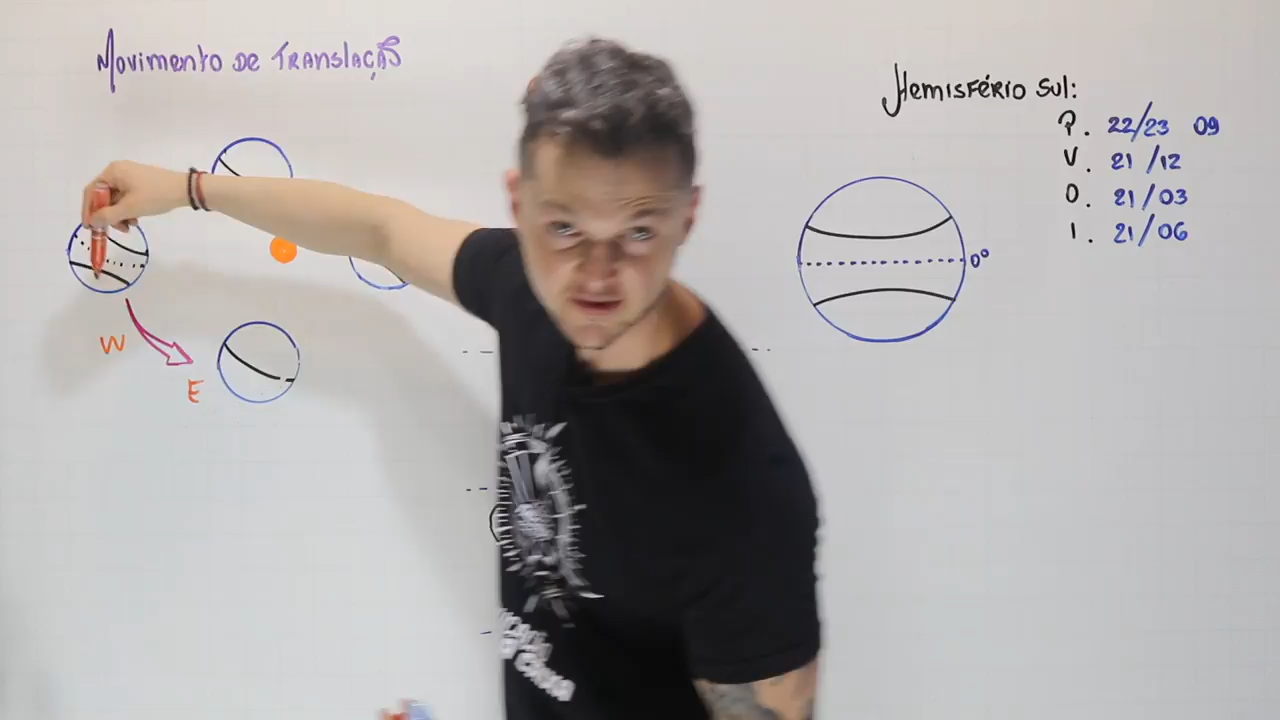 Movimento de Translação
Hemisfério Sul:
P. 22/23 09
V. 21/12
O. 21/03
I. 21/06
0°
W
E